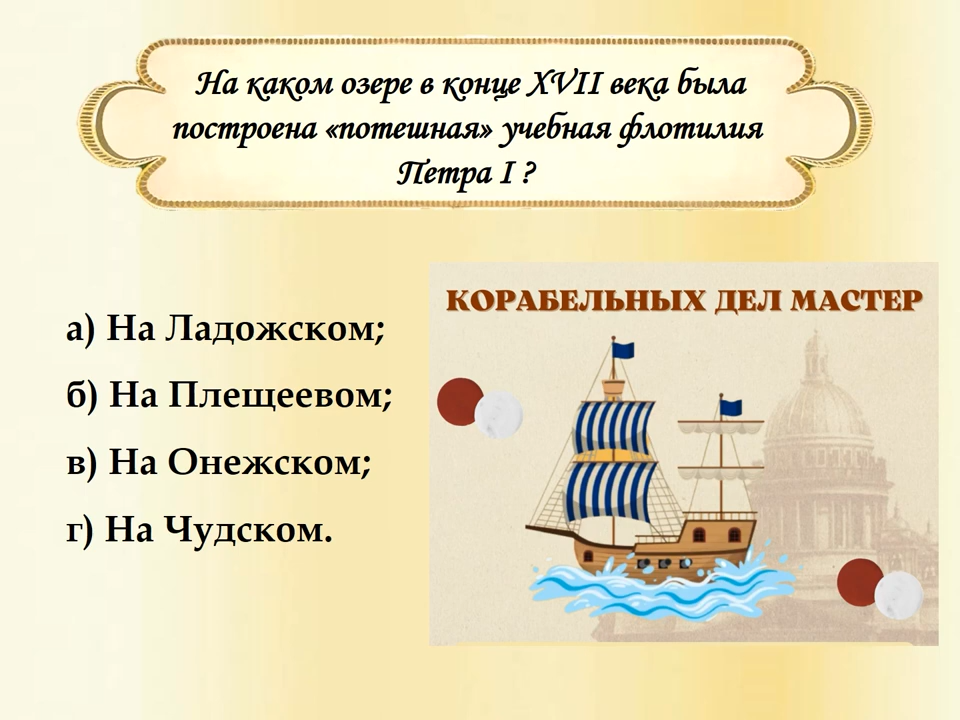 На каком озере в конце XVII века была
построена «потешная» учебная флотилия
Петра I ?
а) На Ладожском;
б) На Плещеевом;
в) На Онежском;
г) На Чудском.
КОРАБЕЛЬНЫХ ДЕЛ МАСТЕР